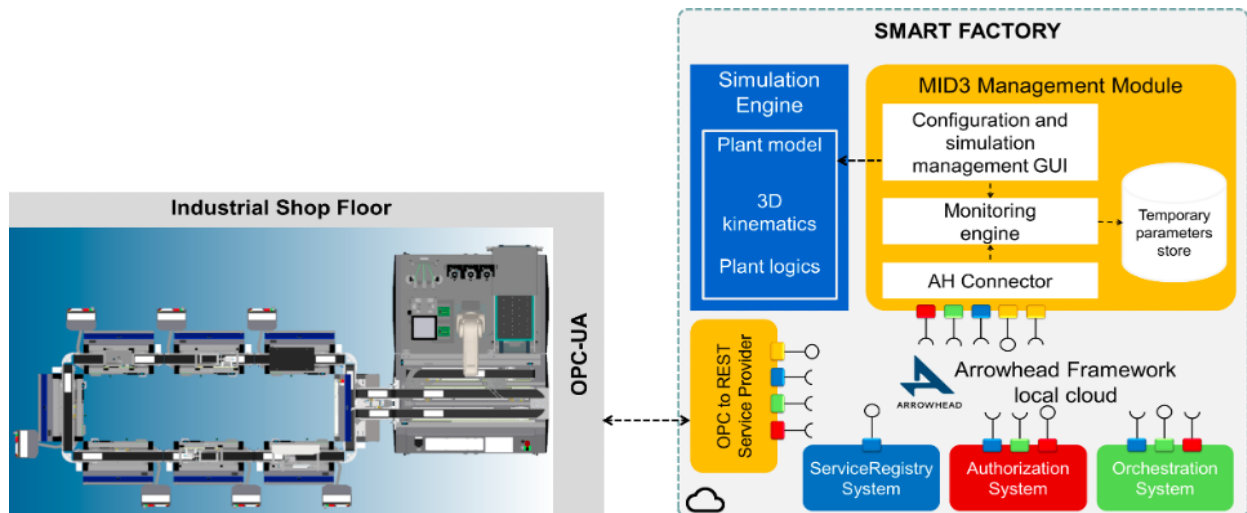 SMART FACTORY
Simulation
Engine
Plant model
3D
kinematics
Plant logics
MID3 Management Module
Configuration and
simulation
management GUI
Monitoring
engine
AH Connector
Temporary
parameters
store
Industrial Shop Floor
OPC-UA
OPC to REST
Service Provider
ARROWHEAD
Arrowhead Framework
local cloud
ServiceRegistry
System
Authorization
System
Orchestration
System